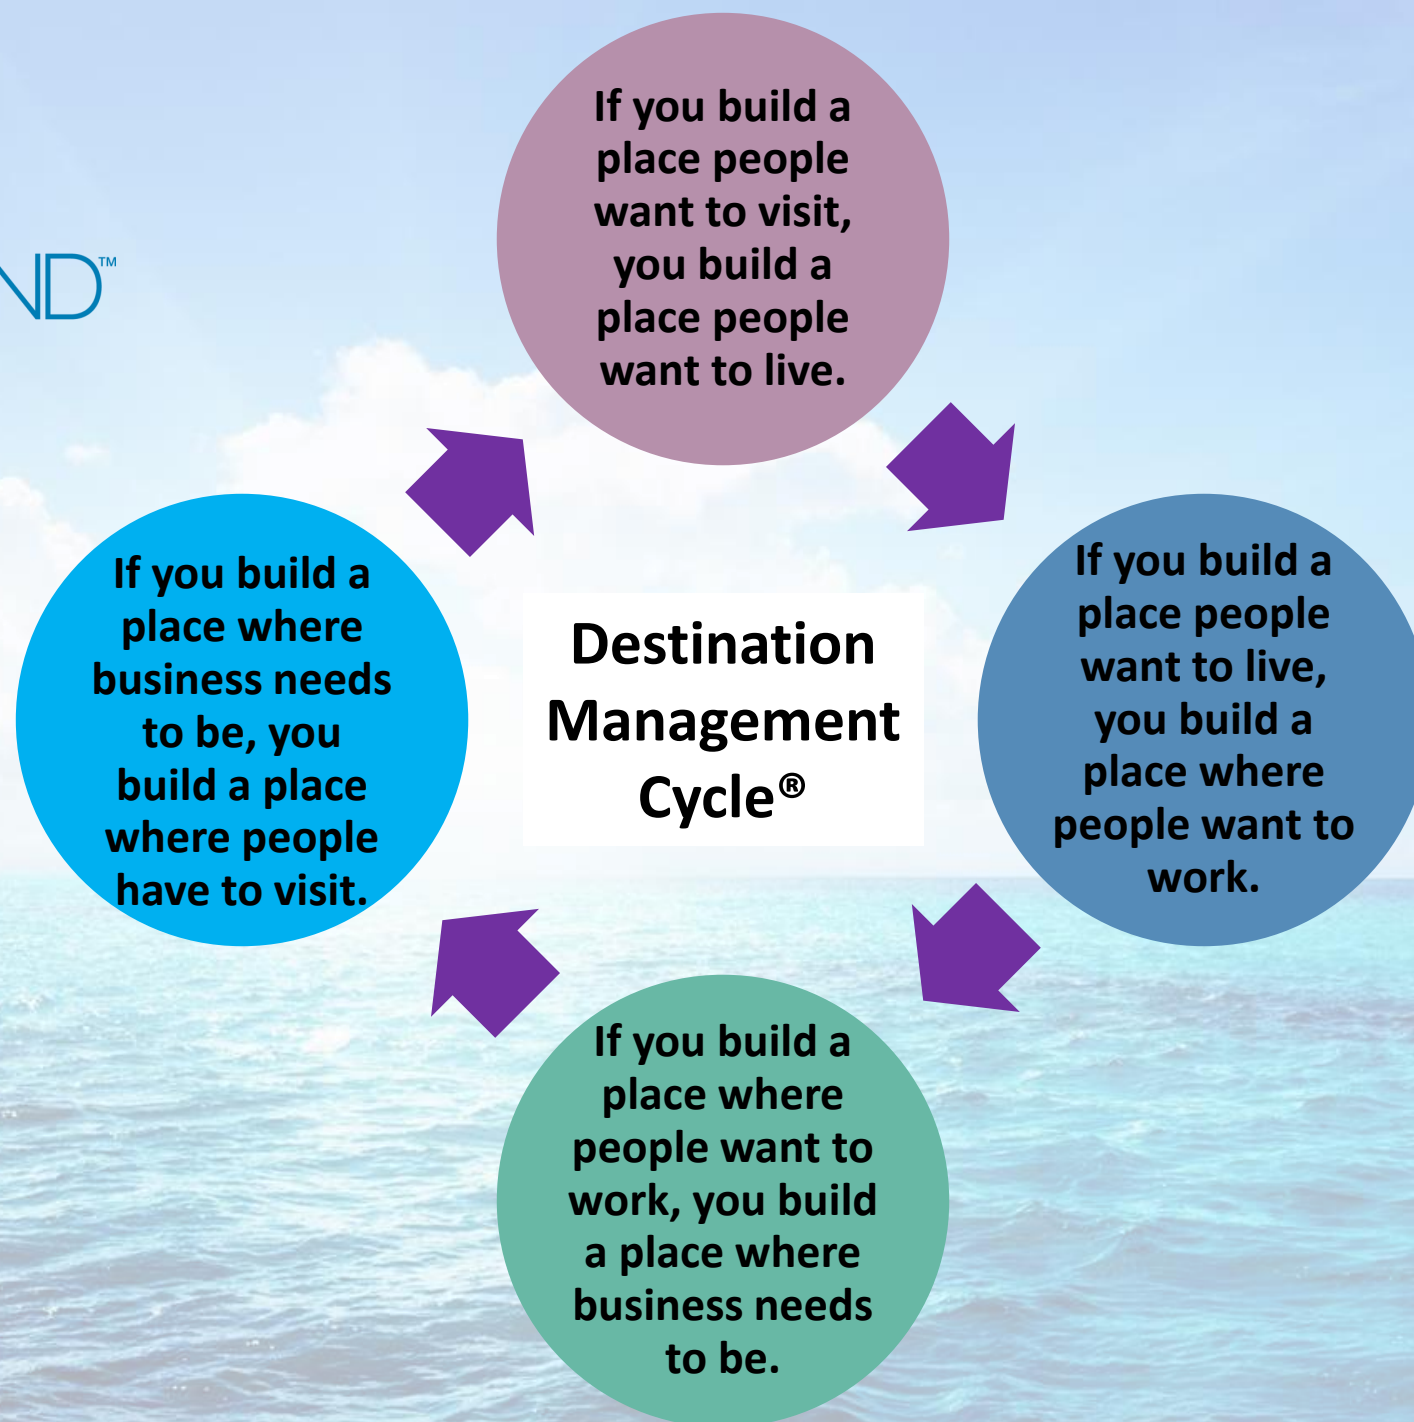 If you build a
place people
want to visit,
you build a
place people
want to live.
ND™
If you build a
place where
business needs
to be, you
build a place
where people
have to visit.
Destination
Management
Cycle®
If you build a
place people
want to live,
you build a
place where
people want to
work.
If you build a
place where
people want to
work, you build
a place where
business needs
to be.